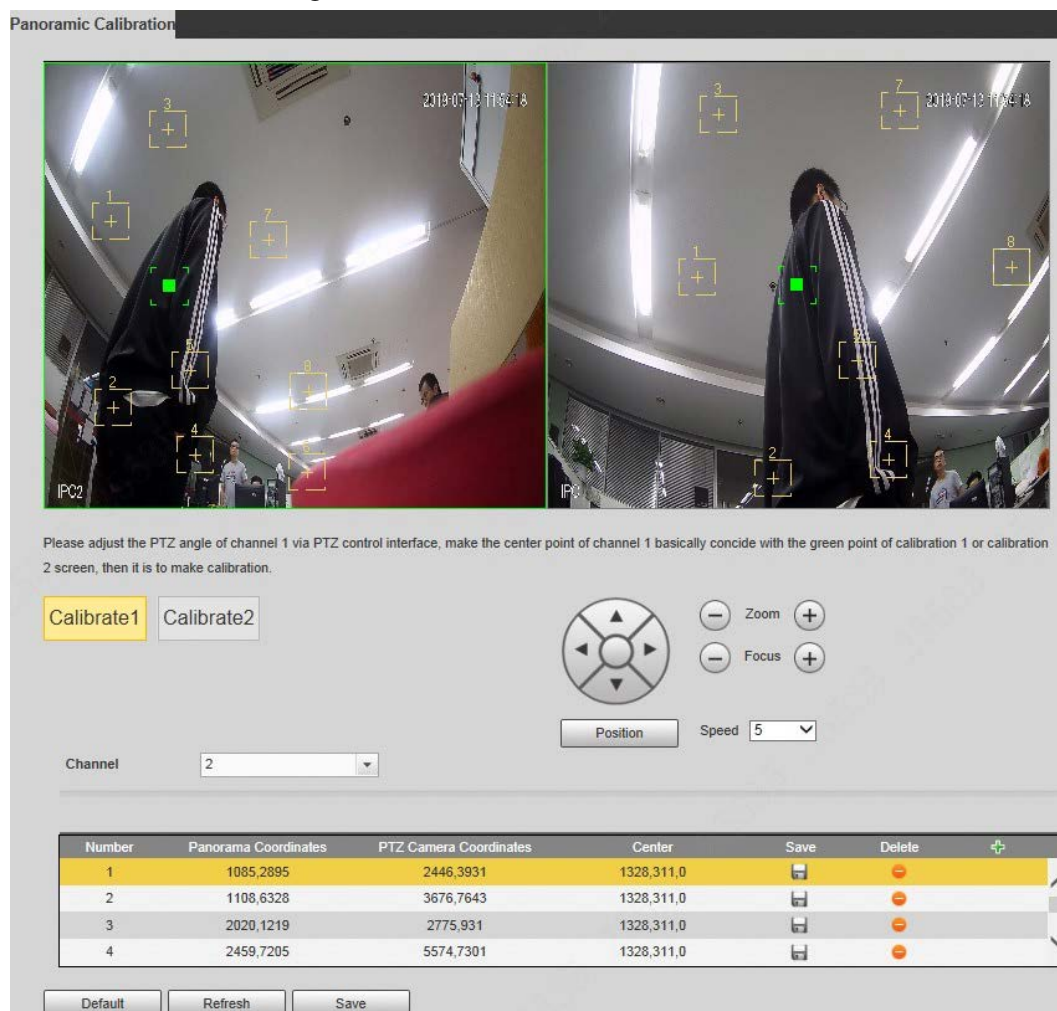 Panoramic Calibration
2019-07-13 11:54:18
3
1
7
5
2
8
4
6
IPC2
3
7
2019-07-13 11:54:18
1
8
5
4
2
IPC
Please adjust the PTZ angle of channel 1 via PTZ control interface, make the center point of channel 1 basically concide with the green point of calibration 1 or calibration
2 screen, then it is to make calibration.
Calibrate1 Calibrate2
Zoom
Focus
Position Speed 5
Channel 2
Number Panorama Coordinates PTZ Camera Coordinates Center Save Delete
1 1085,2895 2446,3931 1328,311,0
2 1108,6328 3676,7643 1328,311,0
3 2020,1219 2775,931 1328,311,0
4 2459,7205 5574,7301 1328,311,0
Default Refresh Save